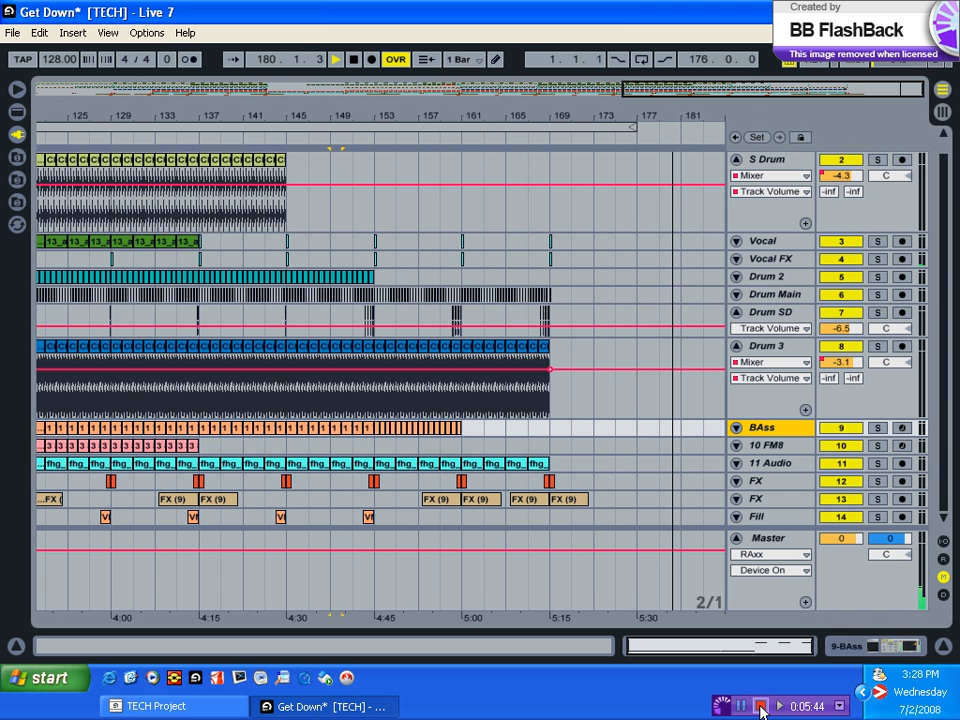 Get Down* [TECH] - Live 7
Created by
BB FlashBack
This image removed when licensed
File Edit Insert View Options Help
TAP 128.00 4 / 4 0 180. 1. 3 OVR 1 Bar 1. 1. 1 176. 0. 0
125 129 133 137 141 145 149 153 157 161 165 169 173 177 181
Set
S Drum 2 S
Mixer -4.3 C
Track Volume -inf -inf
Vocal 3 S
Vocal FX 4 S
Drum 2 5 S
Drum Main 6 S
Drum SD 7 S
Track Volume -6.5 C
Drum 3 8 S
Mixer -3.1 C
Track Volume -inf -inf
BAss 9 S
10 FM8 10 S
11 Audio 11 S
FX 12 S
...FX ( FX (9) FX (9) FX (9) FX (9) FX (9) FX (9) FX 13 S
Fill 14 S
Master 0 0
RAxx C
Device On
2/1
4:00 4:15 4:30 4:45 5:00 5:15 5:30
9-BAss
start
3:28 PM
Wednesday
7/2/2008
TECH Project
Get Down* [TECH] - ...
0:05:44